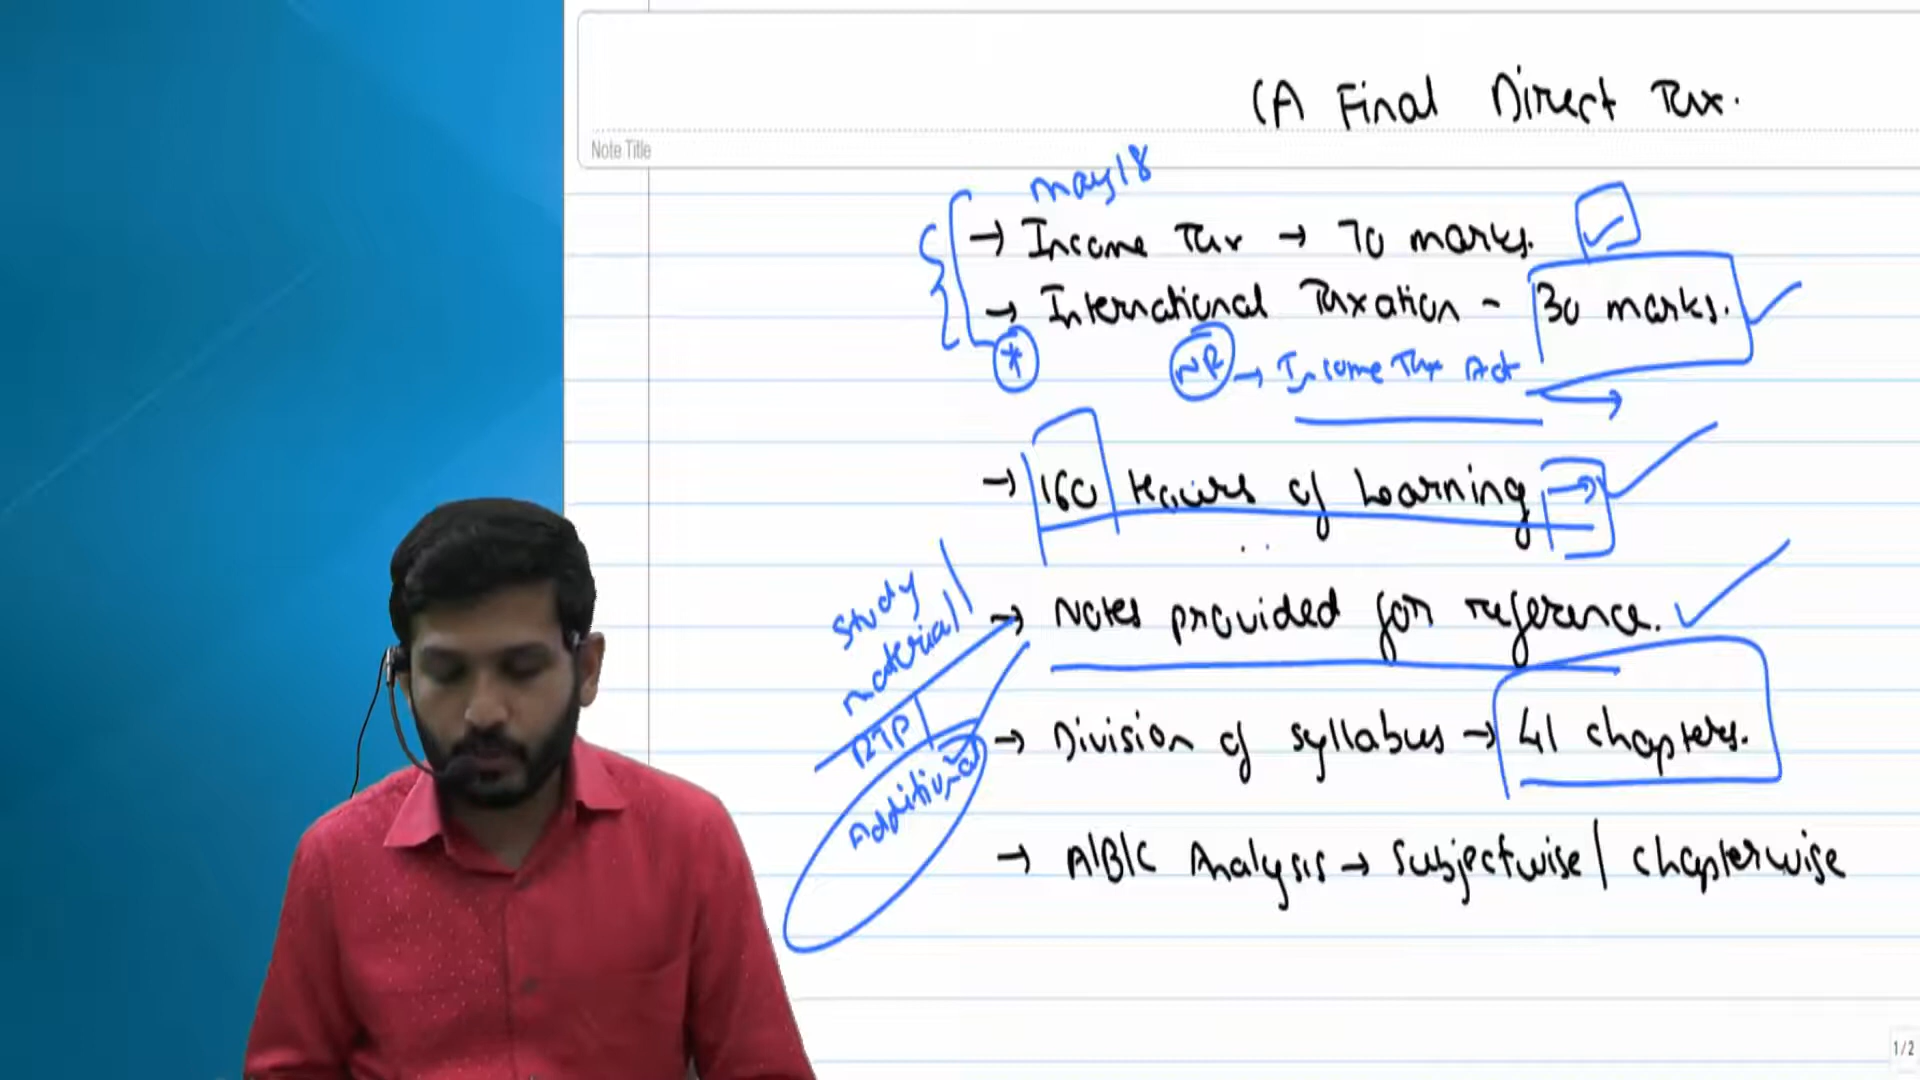 CA Final Direct Tax.
Note Title
may 18
→ Income Tax → 70 marks.
→ International Taxation - 30 marks.
* NR → Income Tax Act →
→ 160 Hours of Learning →
Study material
→ Notes provided for reference.
RTP
→ Division of syllabus → 41 chapters.
Additional
→ A|B|C Analysis → Subjectwise | Chapterwise
1/2